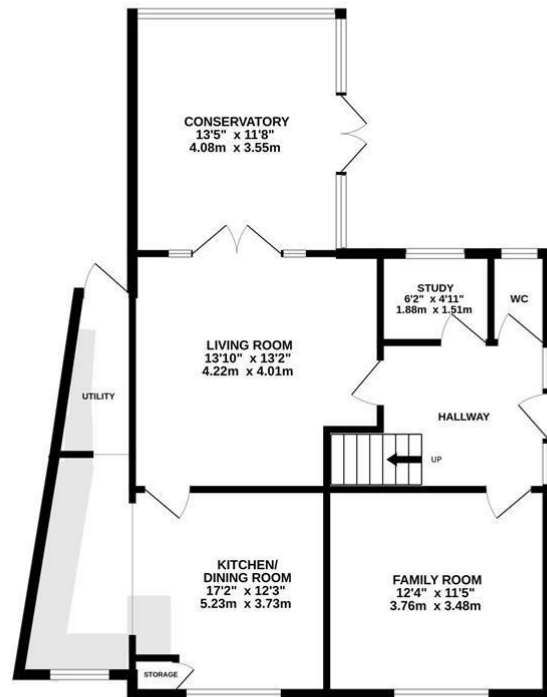 CONSERVATORY
13'5" x 11'8"
4.08m x 3.55m
STUDY
6'2" x 4'11"
1.88m x 1.51m
WC
LIVING ROOM
13'10" x 13'2"
4.22m x 4.01m
UTILITY
HALLWAY
UP
KITCHEN/
DINING ROOM
17'2" x 12'3"
5.23m x 3.73m
FAMILY ROOM
12'4" x 11'5"
3.76m x 3.48m
STORAGE